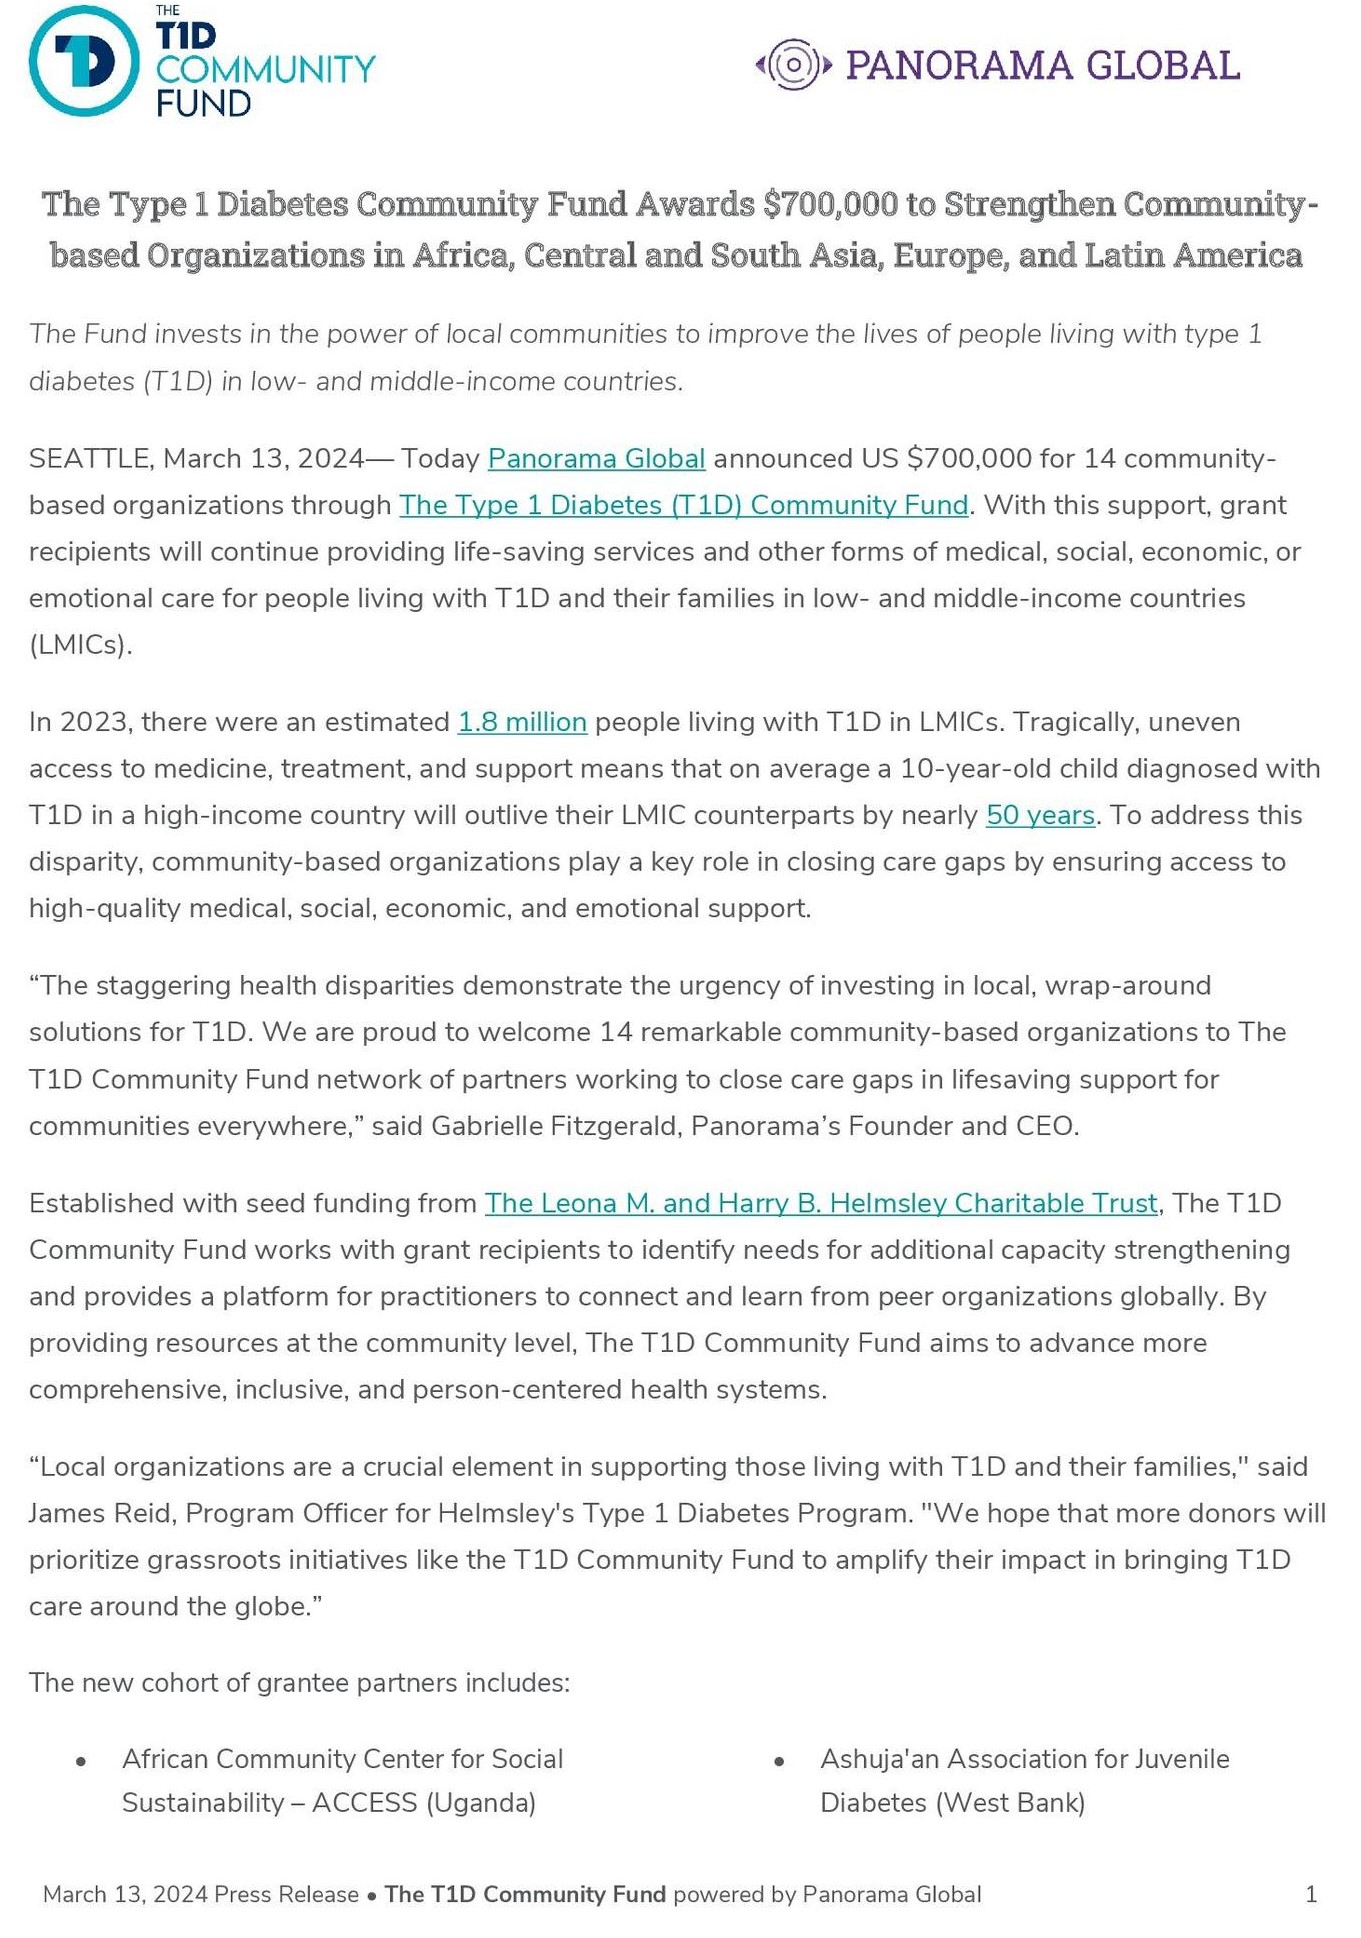 THE
T1D
COMMUNITY
FUND
PANORAMA GLOBAL
The Type 1 Diabetes Community Fund Awards $700,000 to Strengthen Community-
based Organizations in Africa, Central and South Asia, Europe, and Latin America
The Fund invests in the power of local communities to improve the lives of people living with type 1
diabetes (T1D) in low- and middle-income countries.
SEATTLE, March 13, 2024— Today Panorama Global announced US $700,000 for 14 community-
based organizations through The Type 1 Diabetes (T1D) Community Fund. With this support, grant
recipients will continue providing life-saving services and other forms of medical, social, economic, or
emotional care for people living with T1D and their families in low- and middle-income countries
(LMICs).
In 2023, there were an estimated 1.8 million people living with T1D in LMICs. Tragically, uneven
access to medicine, treatment, and support means that on average a 10-year-old child diagnosed with
T1D in a high-income country will outlive their LMIC counterparts by nearly 50 years. To address this
disparity, community-based organizations play a key role in closing care gaps by ensuring access to
high-quality medical, social, economic, and emotional support.
“The staggering health disparities demonstrate the urgency of investing in local, wrap-around
solutions for T1D. We are proud to welcome 14 remarkable community-based organizations to The
T1D Community Fund network of partners working to close care gaps in lifesaving support for
communities everywhere,” said Gabrielle Fitzgerald, Panorama’s Founder and CEO.
Established with seed funding from The Leona M. and Harry B. Helmsley Charitable Trust, The T1D
Community Fund works with grant recipients to identify needs for additional capacity strengthening
and provides a platform for practitioners to connect and learn from peer organizations globally. By
providing resources at the community level, The T1D Community Fund aims to advance more
comprehensive, inclusive, and person-centered health systems.
“Local organizations are a crucial element in supporting those living with T1D and their families," said
James Reid, Program Officer for Helmsley's Type 1 Diabetes Program. "We hope that more donors will
prioritize grassroots initiatives like the T1D Community Fund to amplify their impact in bringing T1D
care around the globe.”
The new cohort of grantee partners includes:
• African Community Center for Social
Sustainability – ACCESS (Uganda)
• Ashuja'an Association for Juvenile
Diabetes (West Bank)
March 13, 2024 Press Release • The T1D Community Fund powered by Panorama Global 1